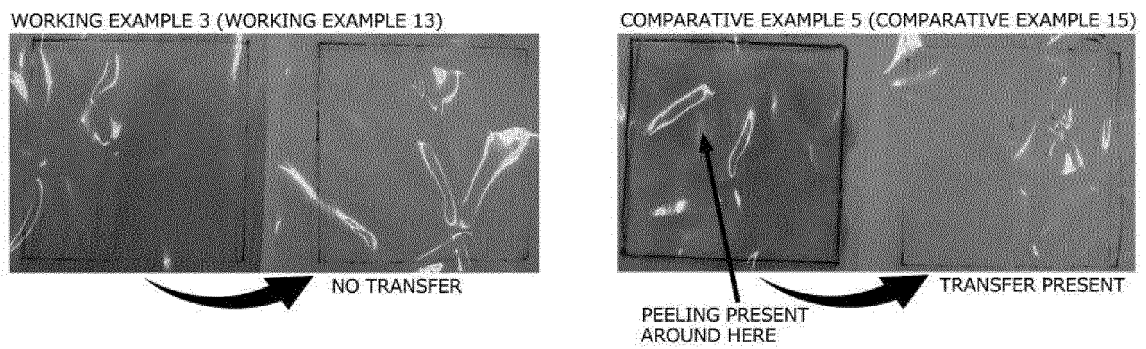 WORKING EXAMPLE 3 (WORKING EXAMPLE 13)
NO TRANSFER
COMPARATIVE EXAMPLE 5 (COMPARATIVE EXAMPLE 15)
TRANSFER PRESENT
PEELING PRESENT
AROUND HERE